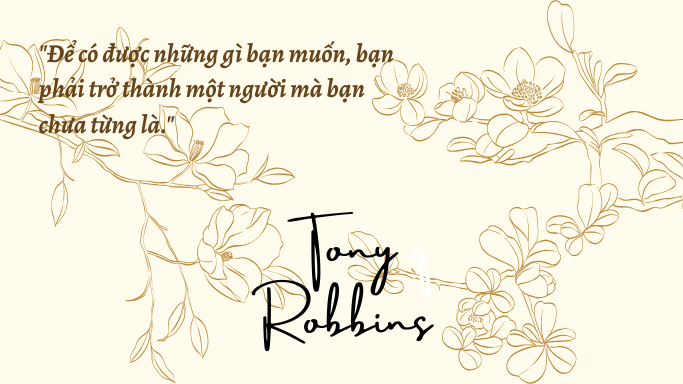 "Để có được những gì bạn muốn, bạn
phải trở thành một người mà bạn
chưa từng là."
Tony
Robbins